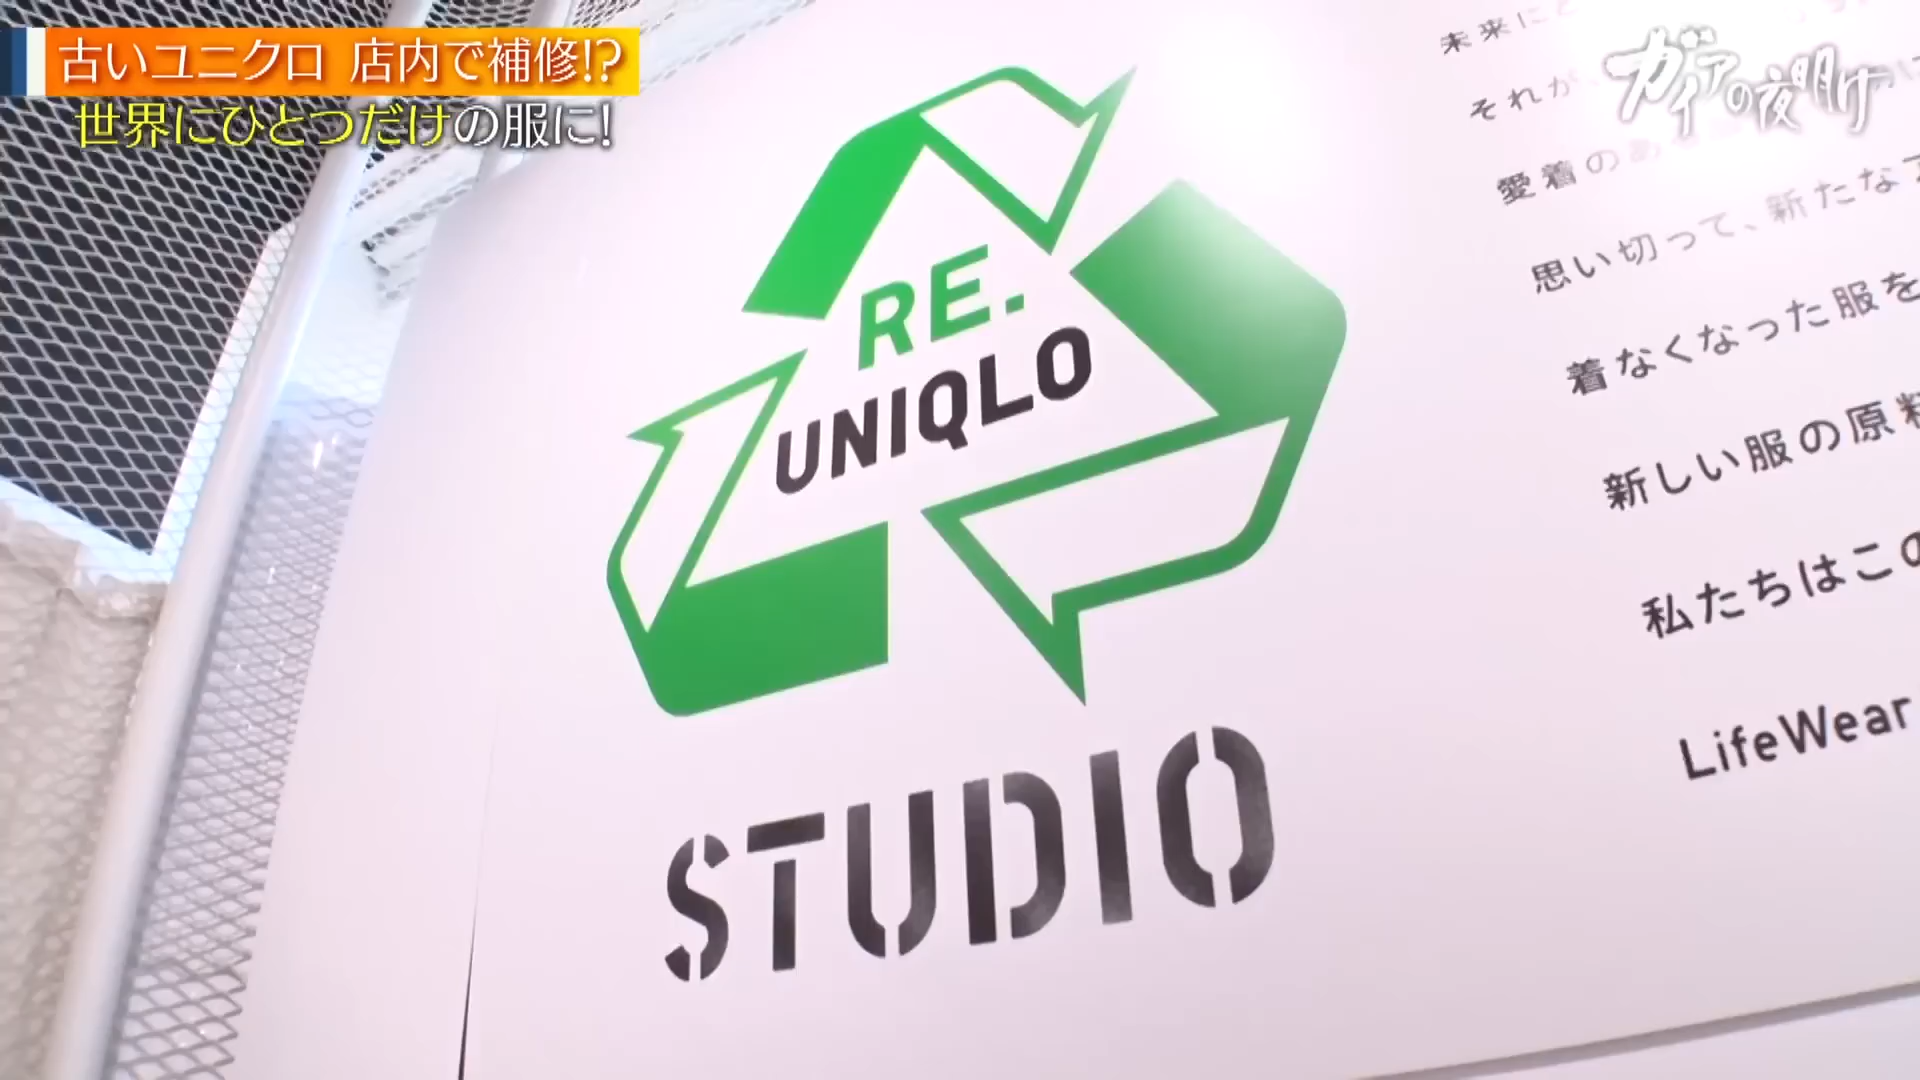 古いユニクロ 店内で補修!?
世界にひとつだけの服に!
ガイアの夜明け
RE.
UNIQLO
STUDIO
未来に
それが
愛着の
思い切って、新たな
着なくなった服を
新しい服の原料
私たちはこの
LifeWear